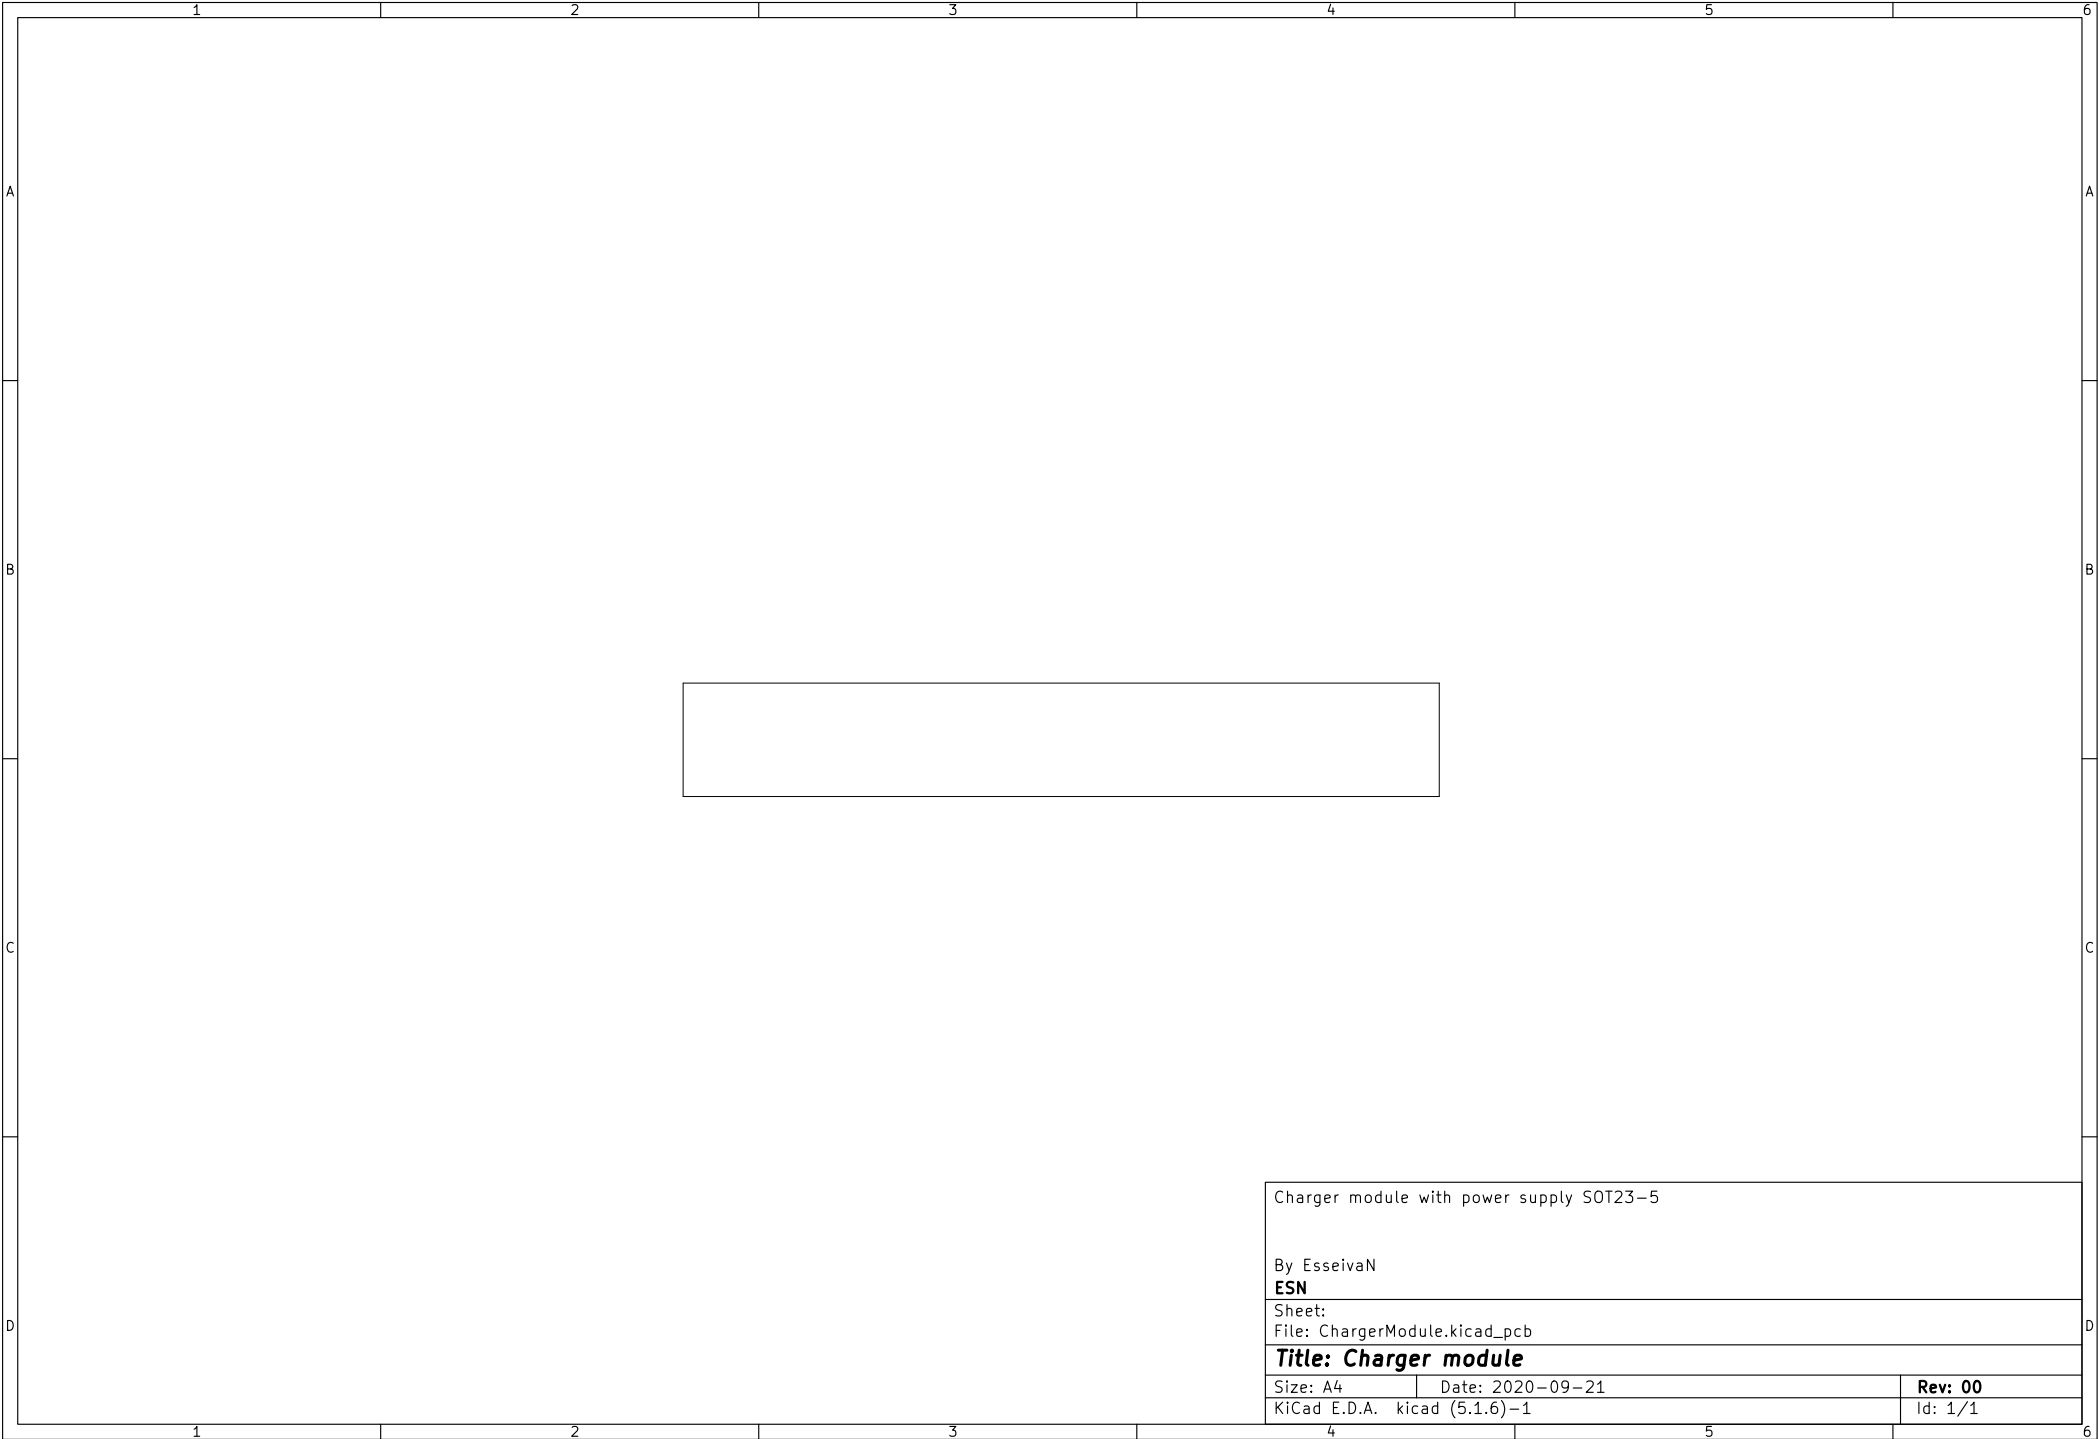 1 2 3 4 5 6
A A
B B
C C
D D
Charger module with power supply SOT23-5
By EsseivaN
ESN
Sheet:
File: ChargerModule.kicad_pcb
Title: Charger module
Size: A4 Date: 2020-09-21 Rev: 00
KiCad E.D.A. kicad (5.1.6)-1 Id: 1/1
1 2 3 4 5 6